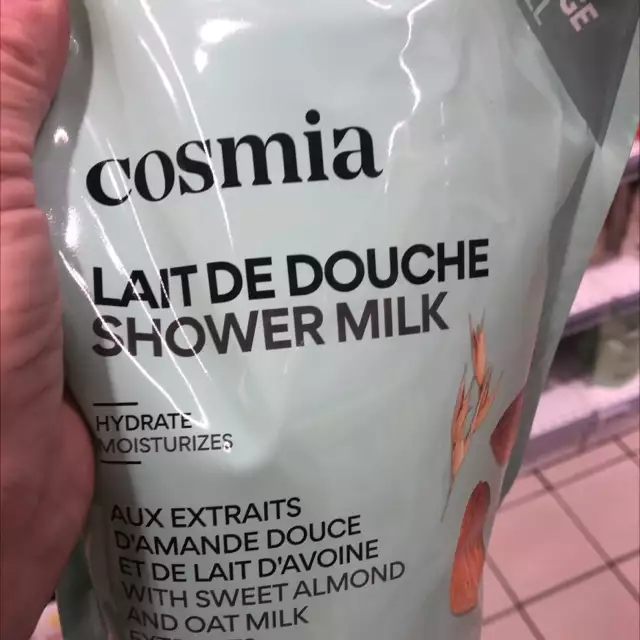 cosmia
LAIT DE DOUCHE
SHOWER MILK
HYDRATE
MOISTURIZES
AUX EXTRAITS
D'AMANDE DOUCE
ET DE LAIT D'AVOINE
WITH SWEET ALMOND
AND OAT MILK